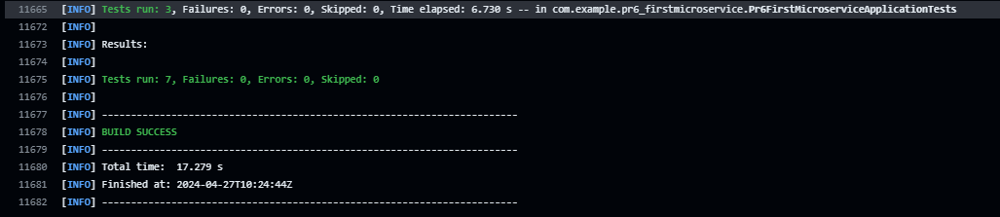 11665 [INFO] Tests run: 3, Failures: 0, Errors: 0, Skipped: 0, Time elapsed: 6.730 s -- in com.example.pr6_firstmicroservice.Pr6FirstMicroserviceApplicationTests
11672 [INFO]
11673 [INFO] Results:
11674 [INFO]
11675 [INFO] Tests run: 7, Failures: 0, Errors: 0, Skipped: 0
11676 [INFO]
11677 [INFO] ------------------------------------------------------------------------
11678 [INFO] BUILD SUCCESS
11679 [INFO] ------------------------------------------------------------------------
11680 [INFO] Total time:  17.279 s
11681 [INFO] Finished at: 2024-04-27T10:24:44Z
11682 [INFO] ------------------------------------------------------------------------